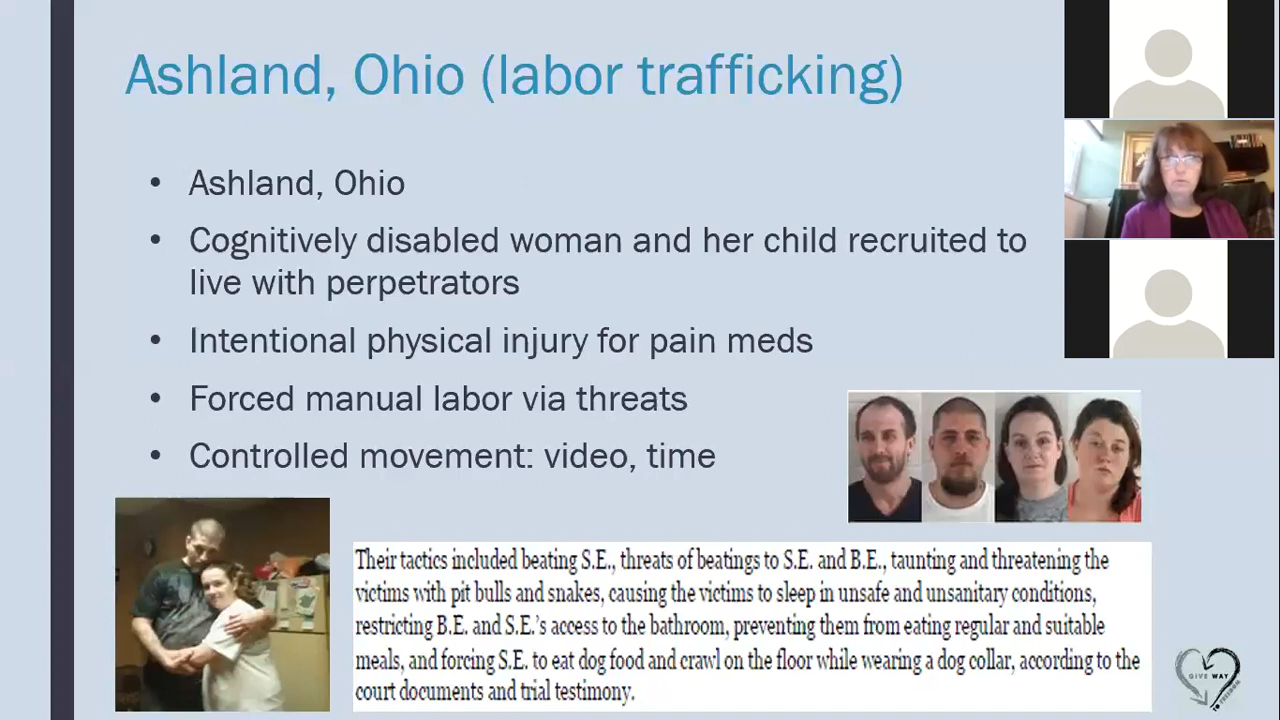 Ashland, Ohio (labor trafficking)
• Ashland, Ohio
• Cognitively disabled woman and her child recruited to
live with perpetrators
• Intentional physical injury for pain meds
• Forced manual labor via threats
• Controlled movement: video, time
Their tactics included beating S.E., threats of beatings to S.E. and B.E., taunting and threatening the
victims with pit bulls and snakes, causing the victims to sleep in unsafe and unsanitary conditions,
restricting B.E. and S.E.'s access to the bathroom, preventing them from eating regular and suitable
meals, and forcing S.E. to eat dog food and crawl on the floor while wearing a dog collar, according to the
court documents and trial testimony.
GIVE WAY
TO FREEDOM